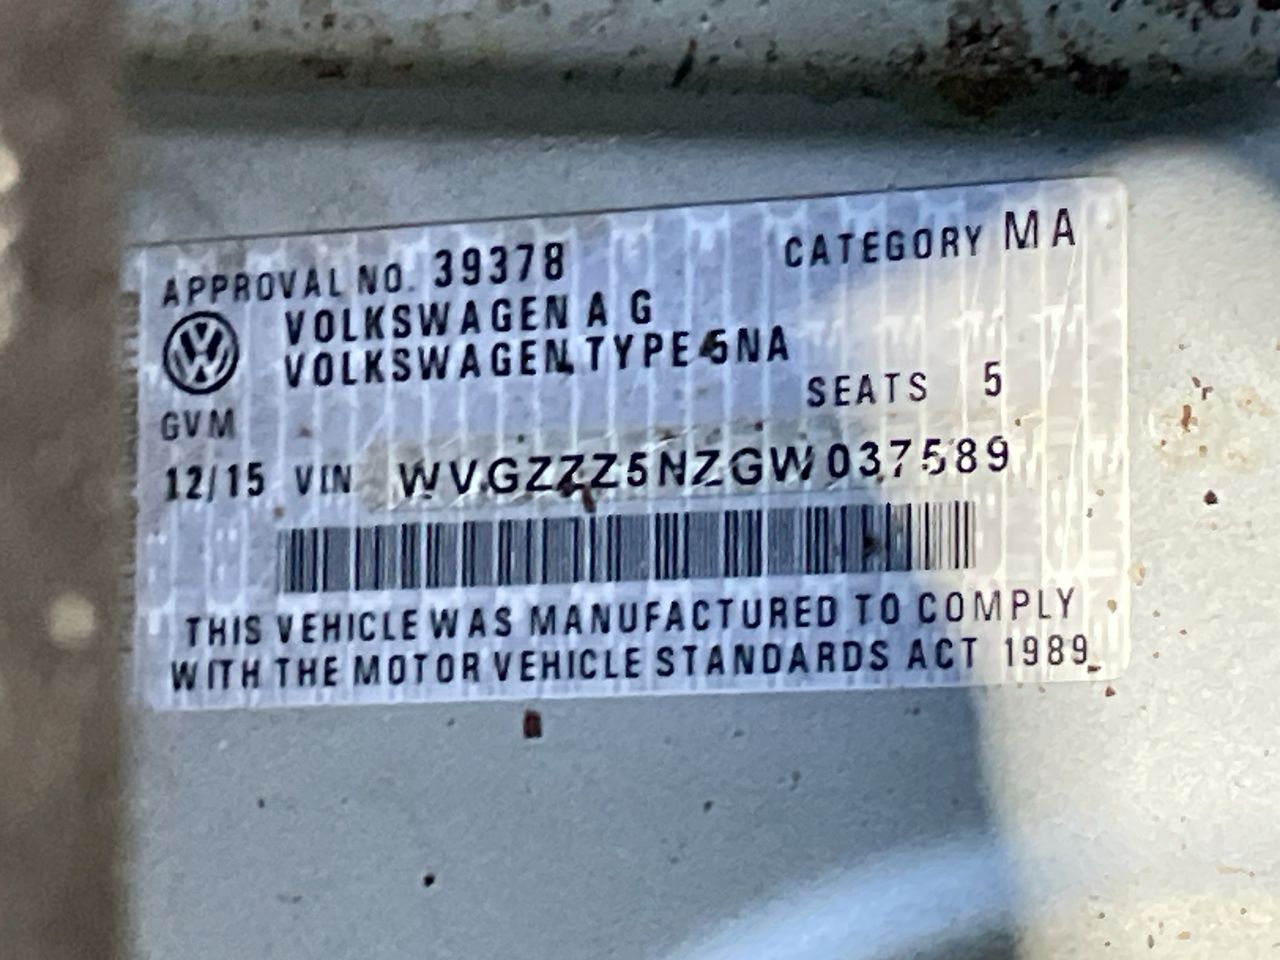 APPROVAL NO. 39378 CATEGORY MA
VOLKSWAGEN A G
VOLKSWAGEN TYPE 5NA
SEATS 5
GVM
12/15 VIN WVGZZZ5NZGW037589
THIS VEHICLE WAS MANUFACTURED TO COMPLY
WITH THE MOTOR VEHICLE STANDARDS ACT 1989